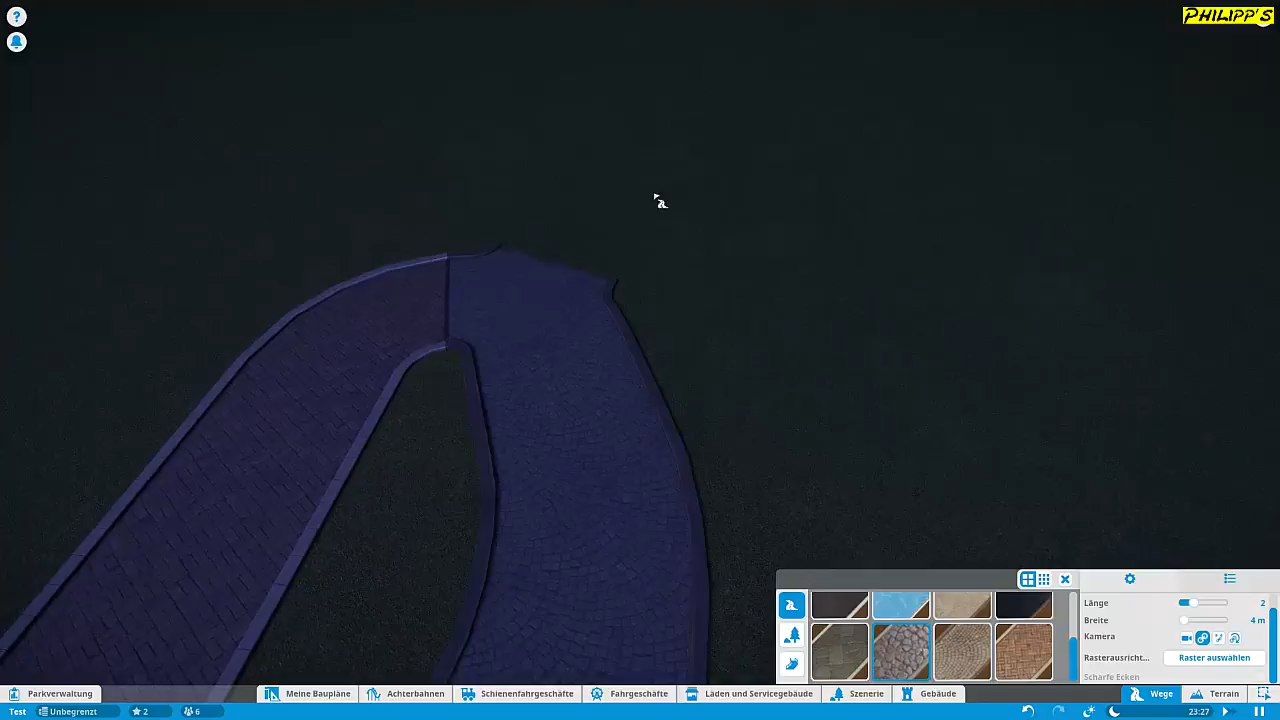 ?
PHILIPP'S
Länge 2
Breite 4 m
Kamera
Rasterausricht... Raster auswählen
Scharfe Ecken
Parkverwaltung Meine Baupläne Achterbahnen Schienenfahrgeschäfte Fahrgeschäfte Läden und Servicegebäude Szenerie Gebäude Wege Terrain
Test Unbegrenzt 2 6 23:27